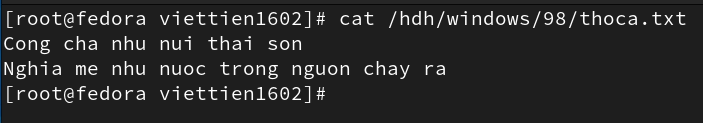 [root@fedora viettien1602]# cat /hdh/windows/98/thoca.txt
Cong cha nhu nui thai son
Nghia me nhu nuoc trong nguon chay ra
[root@fedora viettien1602]#